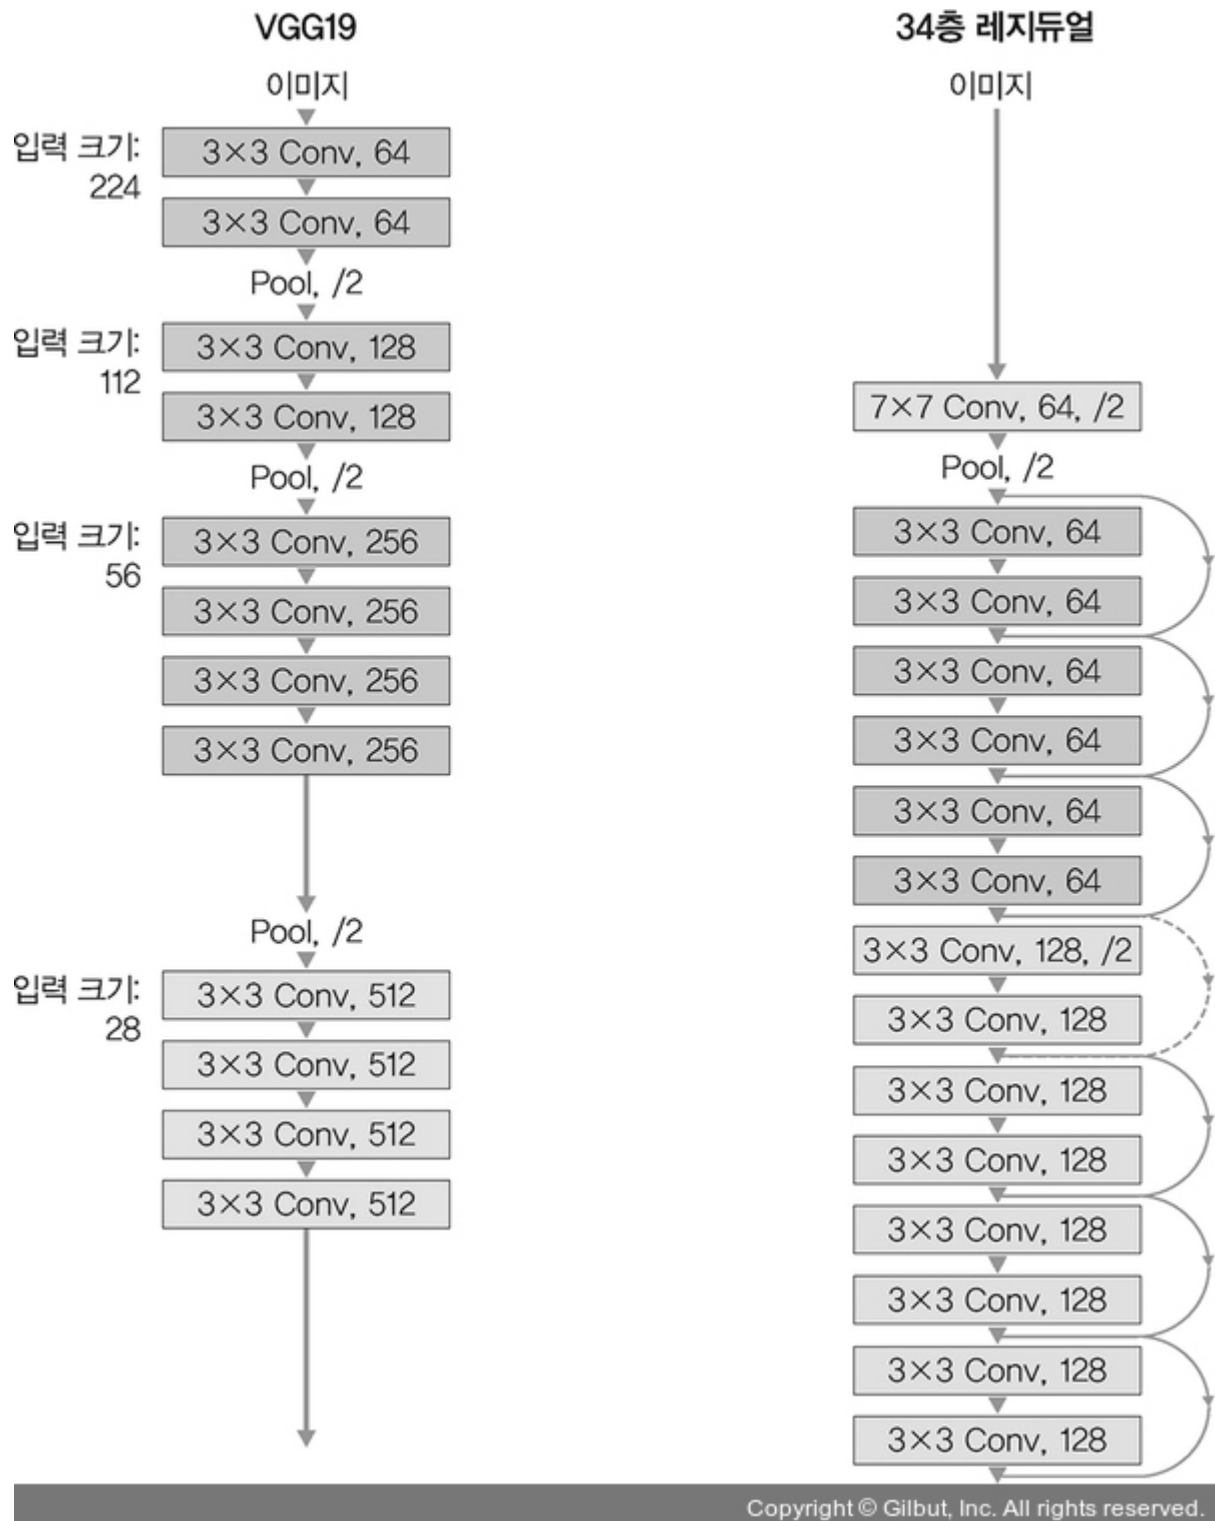 VGG19
이미지
입력 크기:
224
3×3 Conv, 64
3×3 Conv, 64
Pool, /2
입력 크기:
112
3×3 Conv, 128
3×3 Conv, 128
Pool, /2
입력 크기:
56
3×3 Conv, 256
3×3 Conv, 256
3×3 Conv, 256
3×3 Conv, 256
Pool, /2
입력 크기:
28
3×3 Conv, 512
3×3 Conv, 512
3×3 Conv, 512
3×3 Conv, 512
34층 레지듀얼
이미지
7×7 Conv, 64, /2
Pool, /2
3×3 Conv, 64
3×3 Conv, 64
3×3 Conv, 64
3×3 Conv, 64
3×3 Conv, 64
3×3 Conv, 64
3×3 Conv, 128, /2
3×3 Conv, 128
3×3 Conv, 128
3×3 Conv, 128
3×3 Conv, 128
3×3 Conv, 128
3×3 Conv, 128
3×3 Conv, 128
Copyright © Gilbut, Inc. All rights reserved.